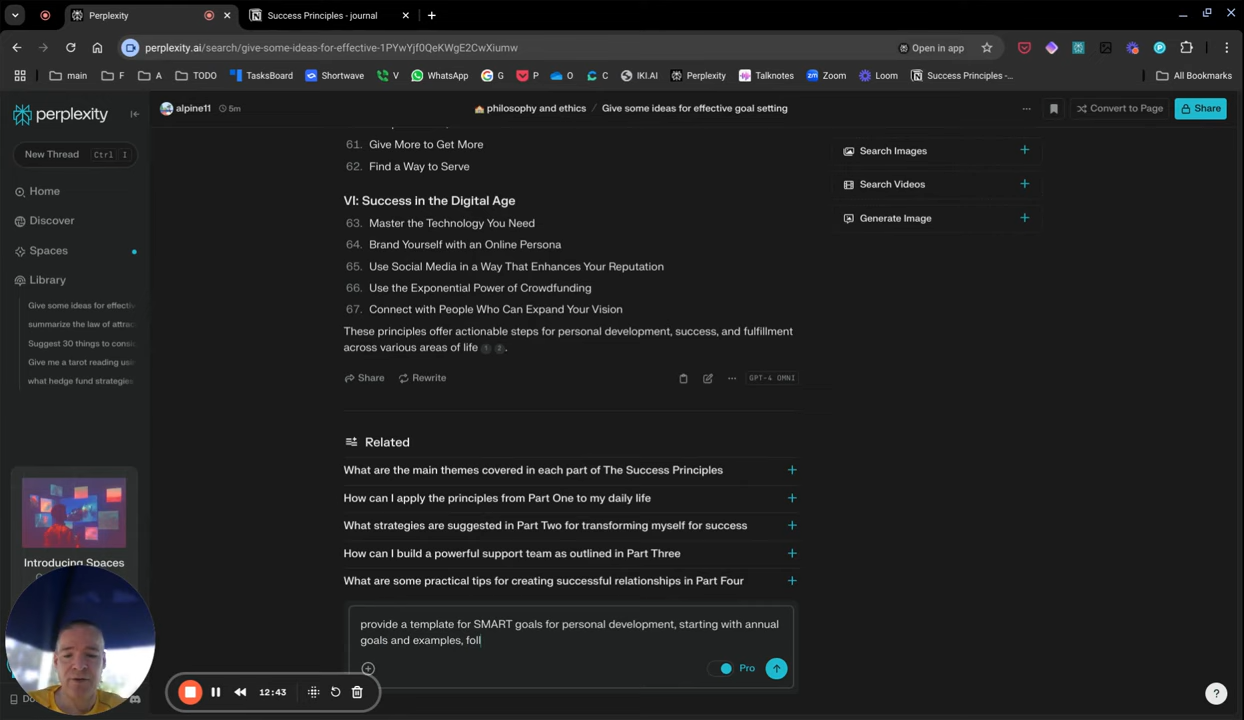 Perplexity
Success Principles - journal
perplexity.ai/search/give-some-ideas-for-effective-1PYwYjf0QeKWgE2CwXiumw
Open in app
main
F
A
TODO
TasksBoard
Shortwave
V
WhatsApp
G
P
O
C
IKI.AI
Perplexity
Talknotes
Zoom
Loom
Success Principles -...
All Bookmarks
perplexity
alpine11
5m
philosophy and ethics / Give some ideas for effective goal setting
Convert to Page
Share
New Thread
Ctrl I
Home
Discover
Spaces
Library
Give some ideas for effecti
summarize the law of attrac
Suggest 30 things to consi
Give me a tarot reading usi
what hedge fund strategies
Introducing Spaces
61. Give More to Get More
62. Find a Way to Serve
VI: Success in the Digital Age
63. Master the Technology You Need
64. Brand Yourself with an Online Persona
65. Use Social Media in a Way That Enhances Your Reputation
66. Use the Exponential Power of Crowdfunding
67. Connect with People Who Can Expand Your Vision
These principles offer actionable steps for personal development, success, and fulfillment
across various areas of life 1 2.
Share
Rewrite
GPT-4 OMNI
Search Images
Search Videos
Generate Image
Related
What are the main themes covered in each part of The Success Principles
How can I apply the principles from Part One to my daily life
What strategies are suggested in Part Two for transforming myself for success
How can I build a powerful support team as outlined in Part Three
What are some practical tips for creating successful relationships in Part Four
provide a template for SMART goals for personal development, starting with annual
goals and examples, foll
Pro
12:43
?